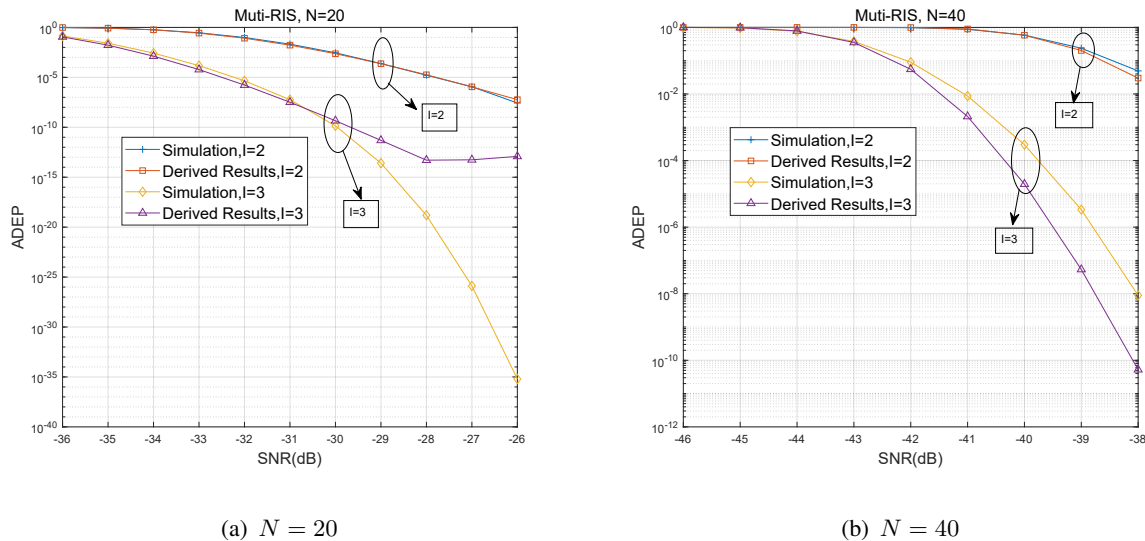 Muti-RIS, N=20
10^0
10^-5
10^-10
10^-15
10^-20
10^-25
10^-30
10^-35
10^-40
ADEP
-36 -35 -34 -33 -32 -31 -30 -29 -28 -27 -26
SNR(dB)
Simulation,I=2
Derived Results,I=2
Simulation,I=3
Derived Results,I=3
I=2
I=3
(a) N = 20
Muti-RIS, N=40
10^0
10^-2
10^-4
10^-6
10^-8
10^-10
10^-12
ADEP
-46 -45 -44 -43 -42 -41 -40 -39 -38
SNR(dB)
Simulation,I=2
Derived Results,I=2
Simulation,I=3
Derived Results,I=3
I=2
I=3
(b) N = 40